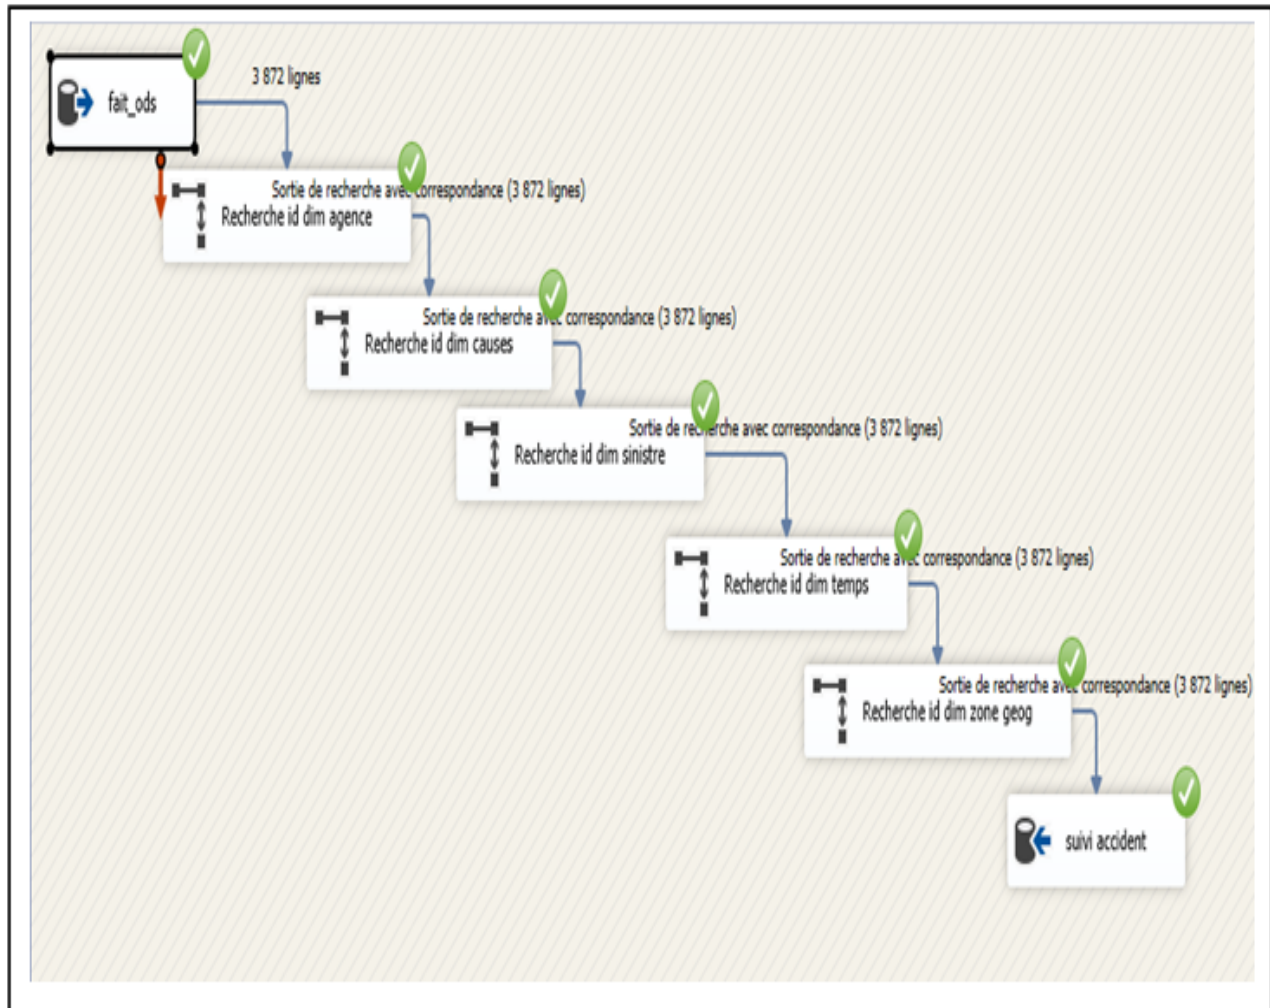 fait_ods
3 872 lignes
Sortie de recherche avec correspondance (3 872 lignes)
Recherche id dim agence
Sortie de recherche avec correspondance (3 872 lignes)
Recherche id dim causes
Sortie de recherche avec correspondance (3 872 lignes)
Recherche id dim sinistre
Sortie de recherche avec correspondance (3 872 lignes)
Recherche id dim temps
Sortie de recherche avec correspondance (3 872 lignes)
Recherche id dim zone geog
suivi accident